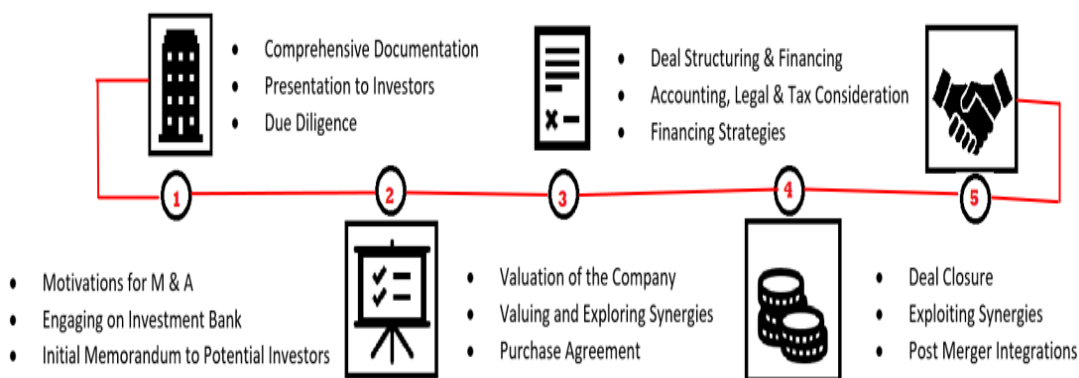 • Comprehensive Documentation
• Presentation to Investors
• Due Diligence
• Deal Structuring & Financing
• Accounting, Legal & Tax Consideration
• Financing Strategies
1
2
3
4
5
• Motivations for M & A
• Engaging on Investment Bank
• Initial Memorandum to Potential Investors
• Valuation of the Company
• Valuing and Exploring Synergies
• Purchase Agreement
• Deal Closure
• Exploiting Synergies
• Post Merger Integrations